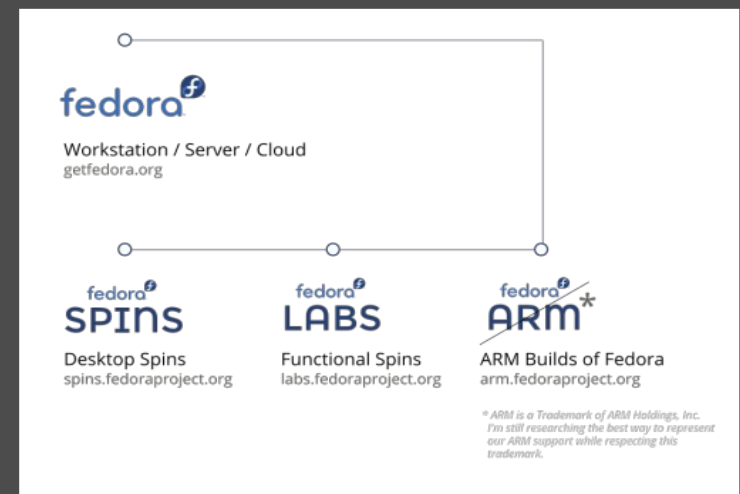 fedora
Workstation / Server / Cloud
getfedora.org
fedora
SPINS
Desktop Spins
spins.fedoraproject.org
fedora
LABS
Functional Spins
labs.fedoraproject.org
fedora
ARM*
ARM Builds of Fedora
arm.fedoraproject.org
* ARM is a Trademark of ARM Holdings, Inc.
I'm still researching the best way to represent
our ARM support while respecting this
trademark.